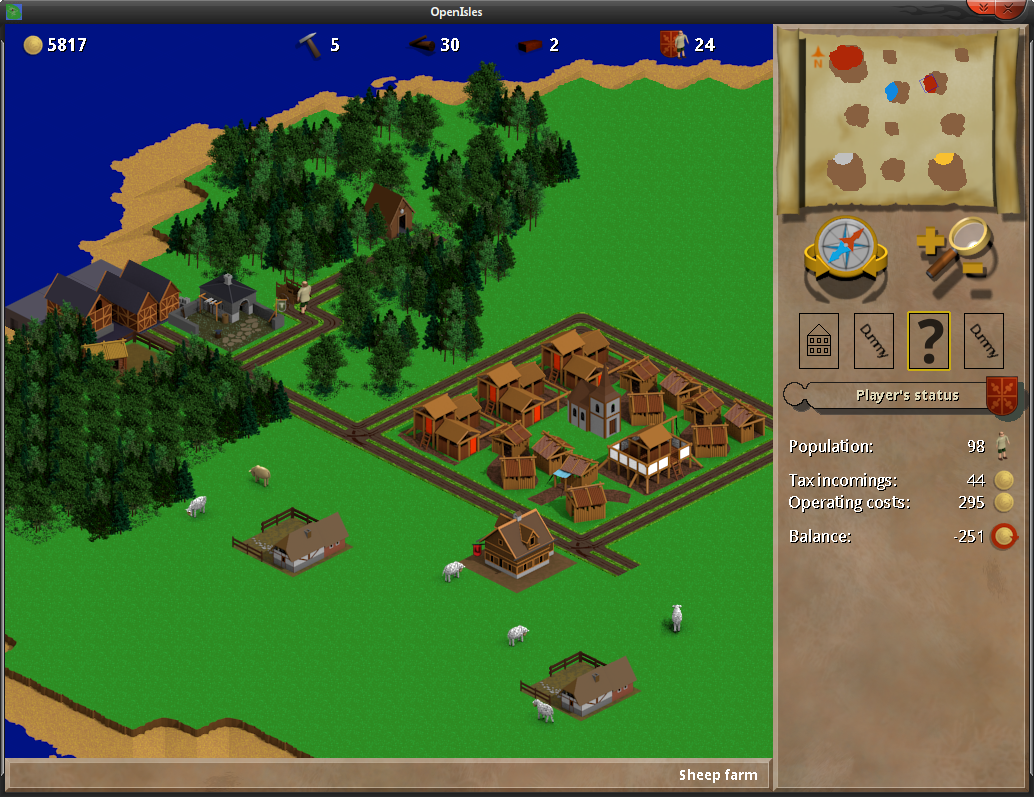 OpenIsles
5817 5 30 2 24
N
Dummy ? Dummy
Player's status
Population: 98
Tax incomings: 44
Operating costs: 295
Balance: -251
Sheep farm